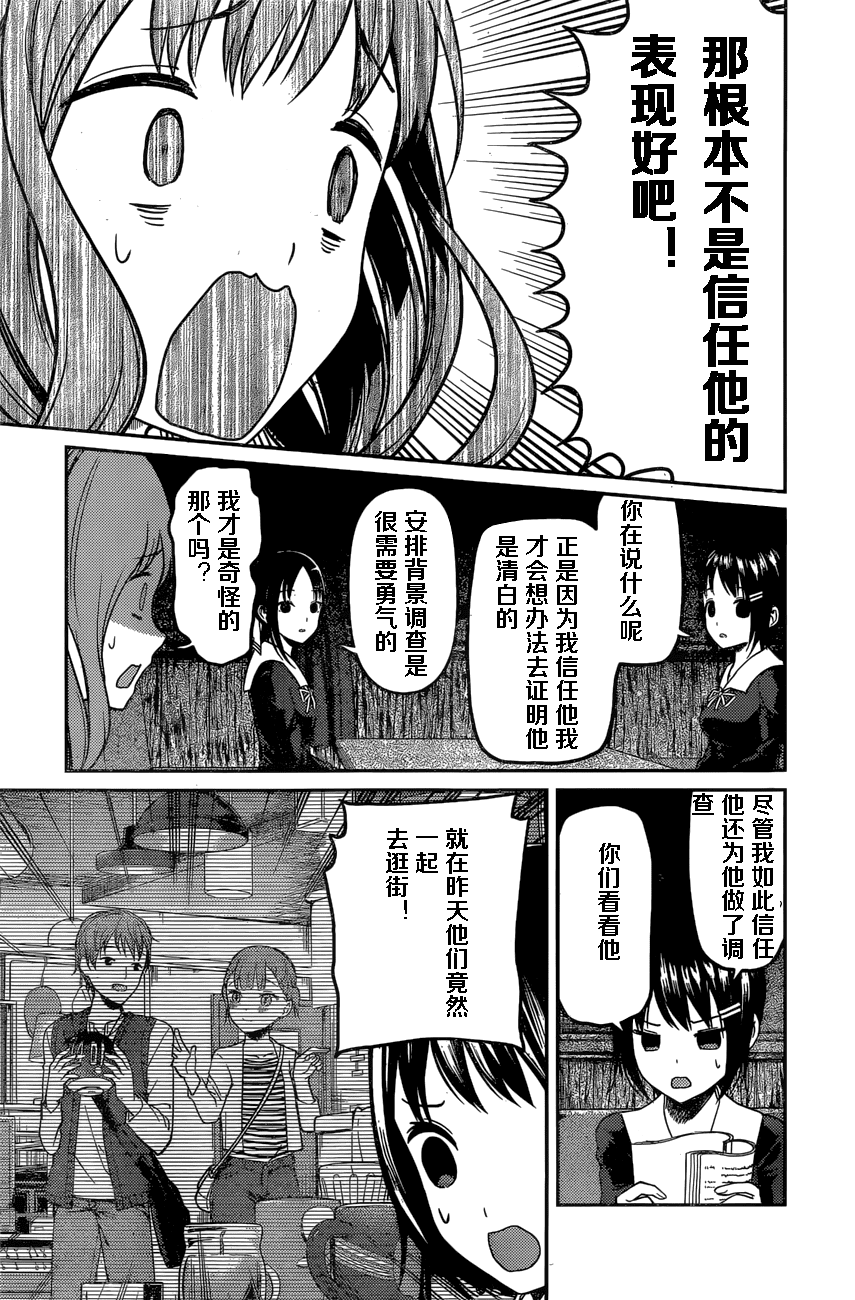 那根本不是信任他的
表现好吧！
你在说什么呢
正是因为我信任他我
才会想办法去证明他
是清白的
安排背景调查是
很需要勇气的
我才是奇怪的
那个吗？
尽管我如此信任
他还为他做了调
查
你们看看他
就在昨天他们竟然
一起
去逛街！